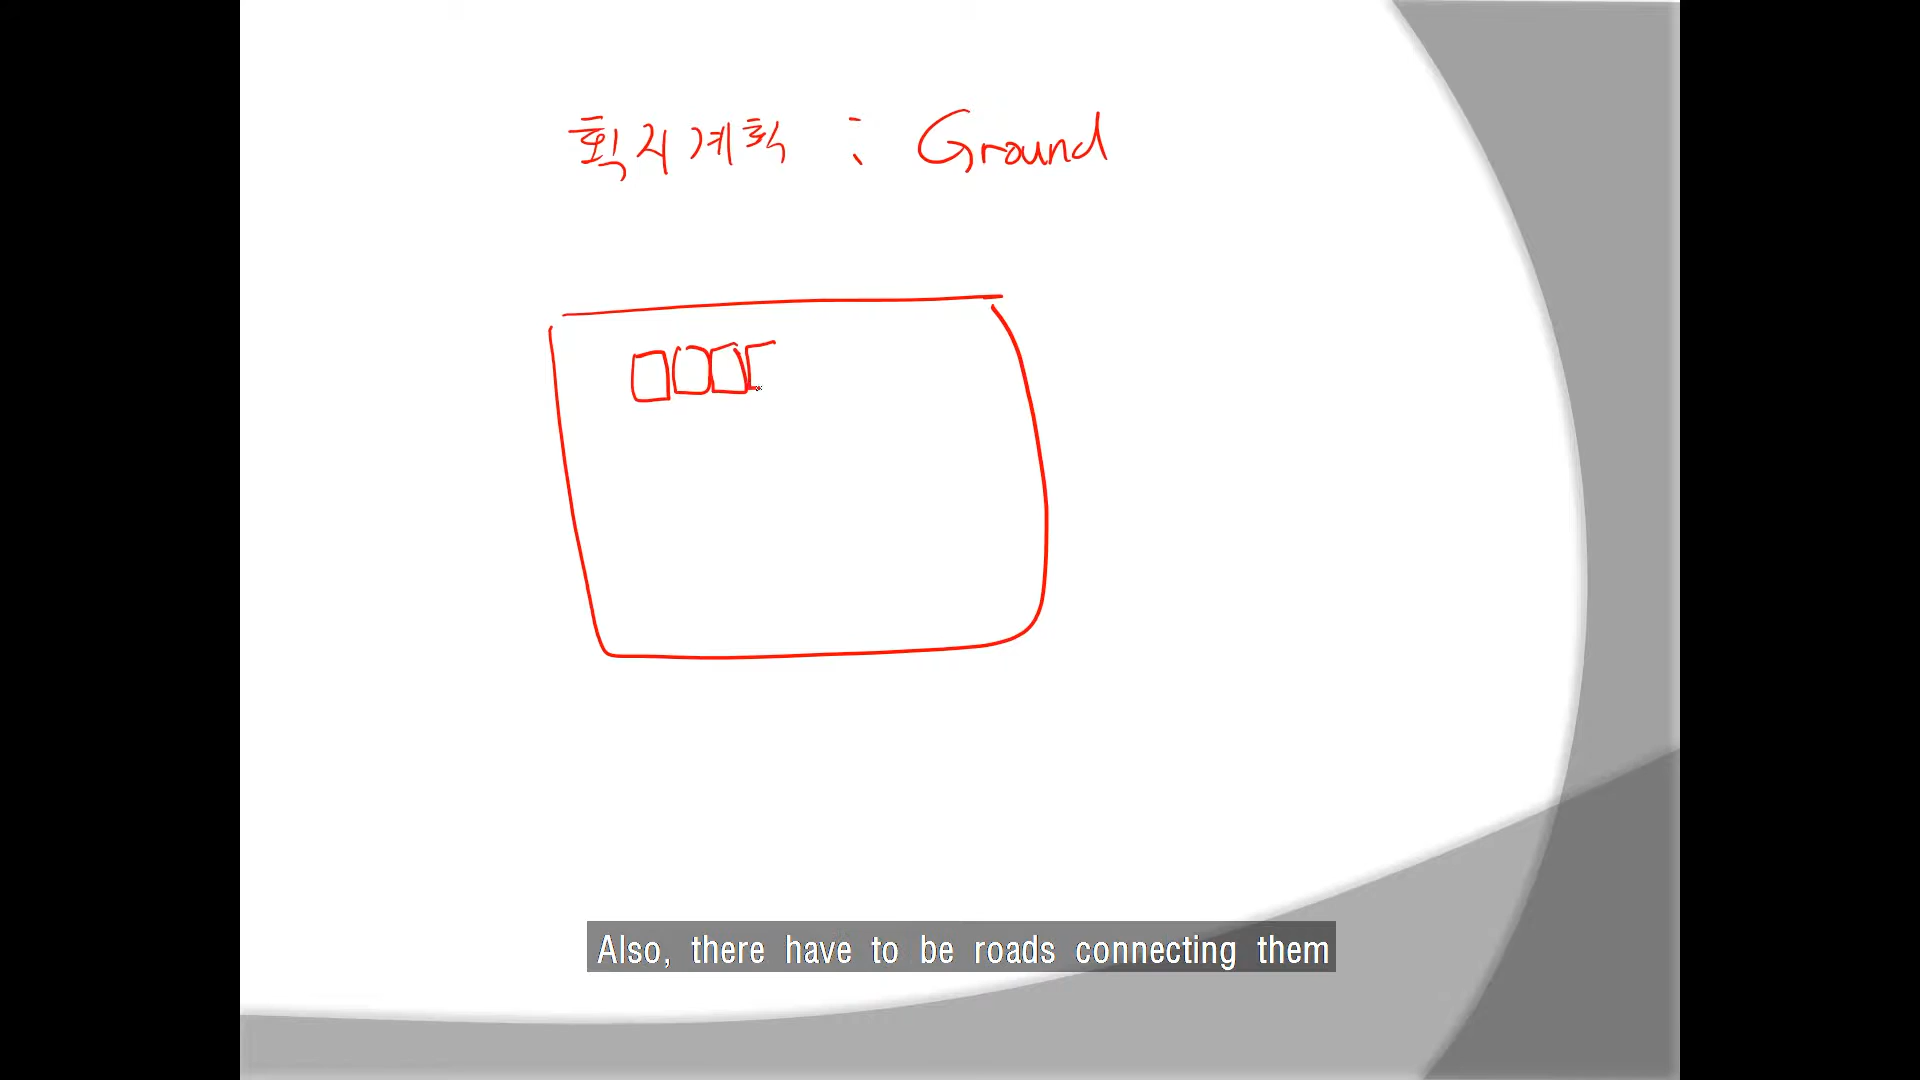 획지계획 : Ground
Also, there have to be roads connecting them